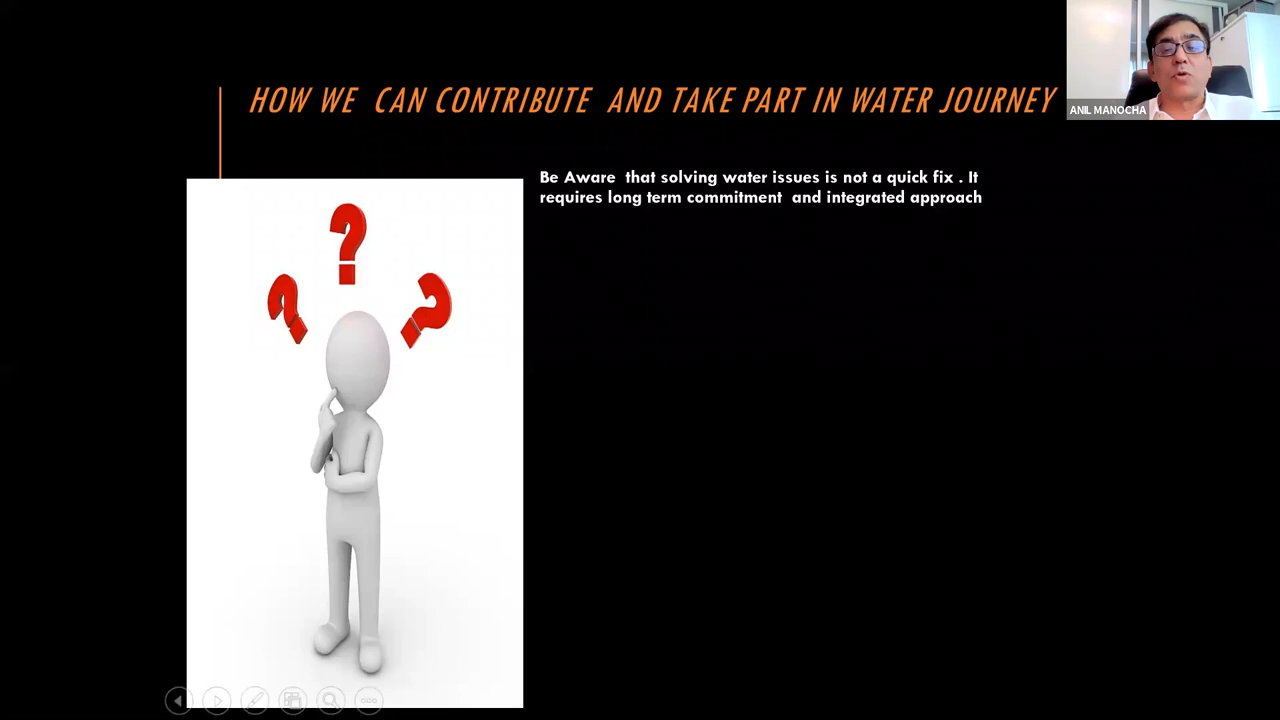 HOW WE CAN CONTRIBUTE AND TAKE PART IN WATER JOURNEY
ANIL MANOCHA
Be Aware that solving water issues is not a quick fix . It
requires long term commitment and integrated approach
? ? ?